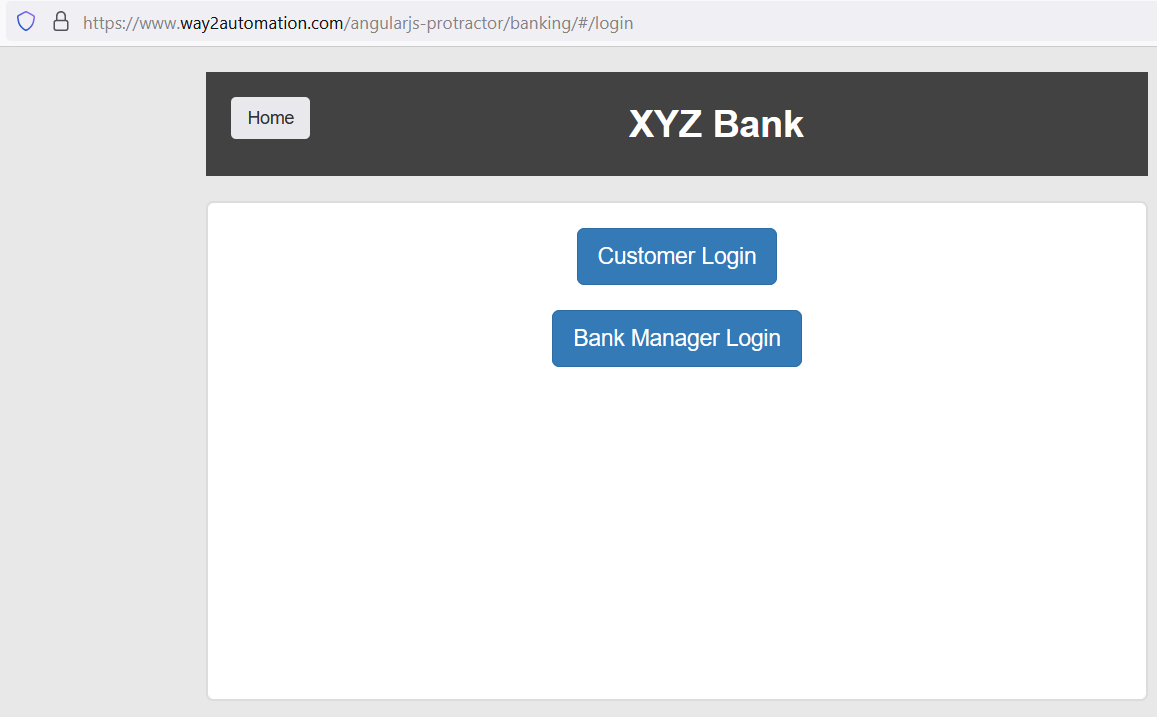 https://www.way2automation.com/angularjs-protractor/banking/#/login
Home
XYZ Bank
Customer Login
Bank Manager Login